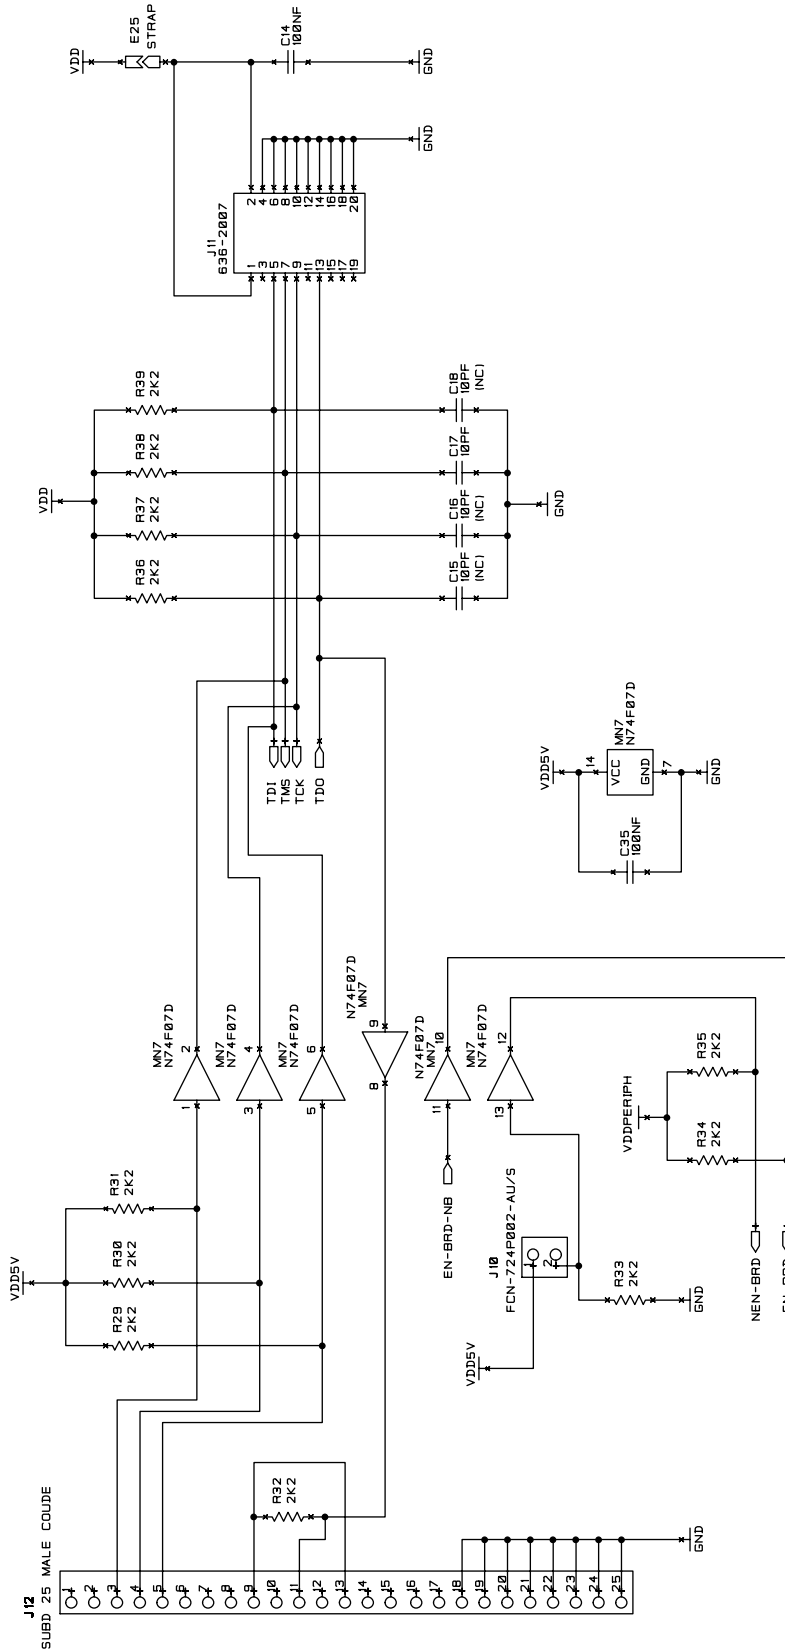 VDD
E25
STRAP
C14
100NF
GND
GND
2
4
6
8
10
12
14
16
18
20
J11
636-2007
1
3
5
7
9
11
13
15
17
19
VDD
R39
2K2
R38
2K2
R37
2K2
R36
2K2
C18
10PF
(NC)
C17
10PF
(NC)
C16
10PF
(NC)
C15
10PF
(NC)
GND
TDI
TMS
TCK
TDO
VDD5V
14
MN7
N74F07D
VCC
GND
7
GND
C35
100NF
MN7
N74F07D
1
2
MN7
N74F07D
3
4
MN7
N74F07D
5
6
N74F07D
MN7
9
8
N74F07D
MN7
10
11
MN7
N74F07D
12
13
VDD5V
R31
2K2
R30
2K2
R29
2K2
EN-BRD-NB
J10
FCN-724P002-AU/S
1
2
VDD5V
R33
2K2
GND
VDDPERIPH
R35
2K2
R34
2K2
NEN-BRD
R32
2K2
J12
SUBD 25 MALE COUDE
1
2
3
4
5
6
7
8
9
10
11
12
13
14
15
16
17
18
19
20
21
22
23
24
25
GND